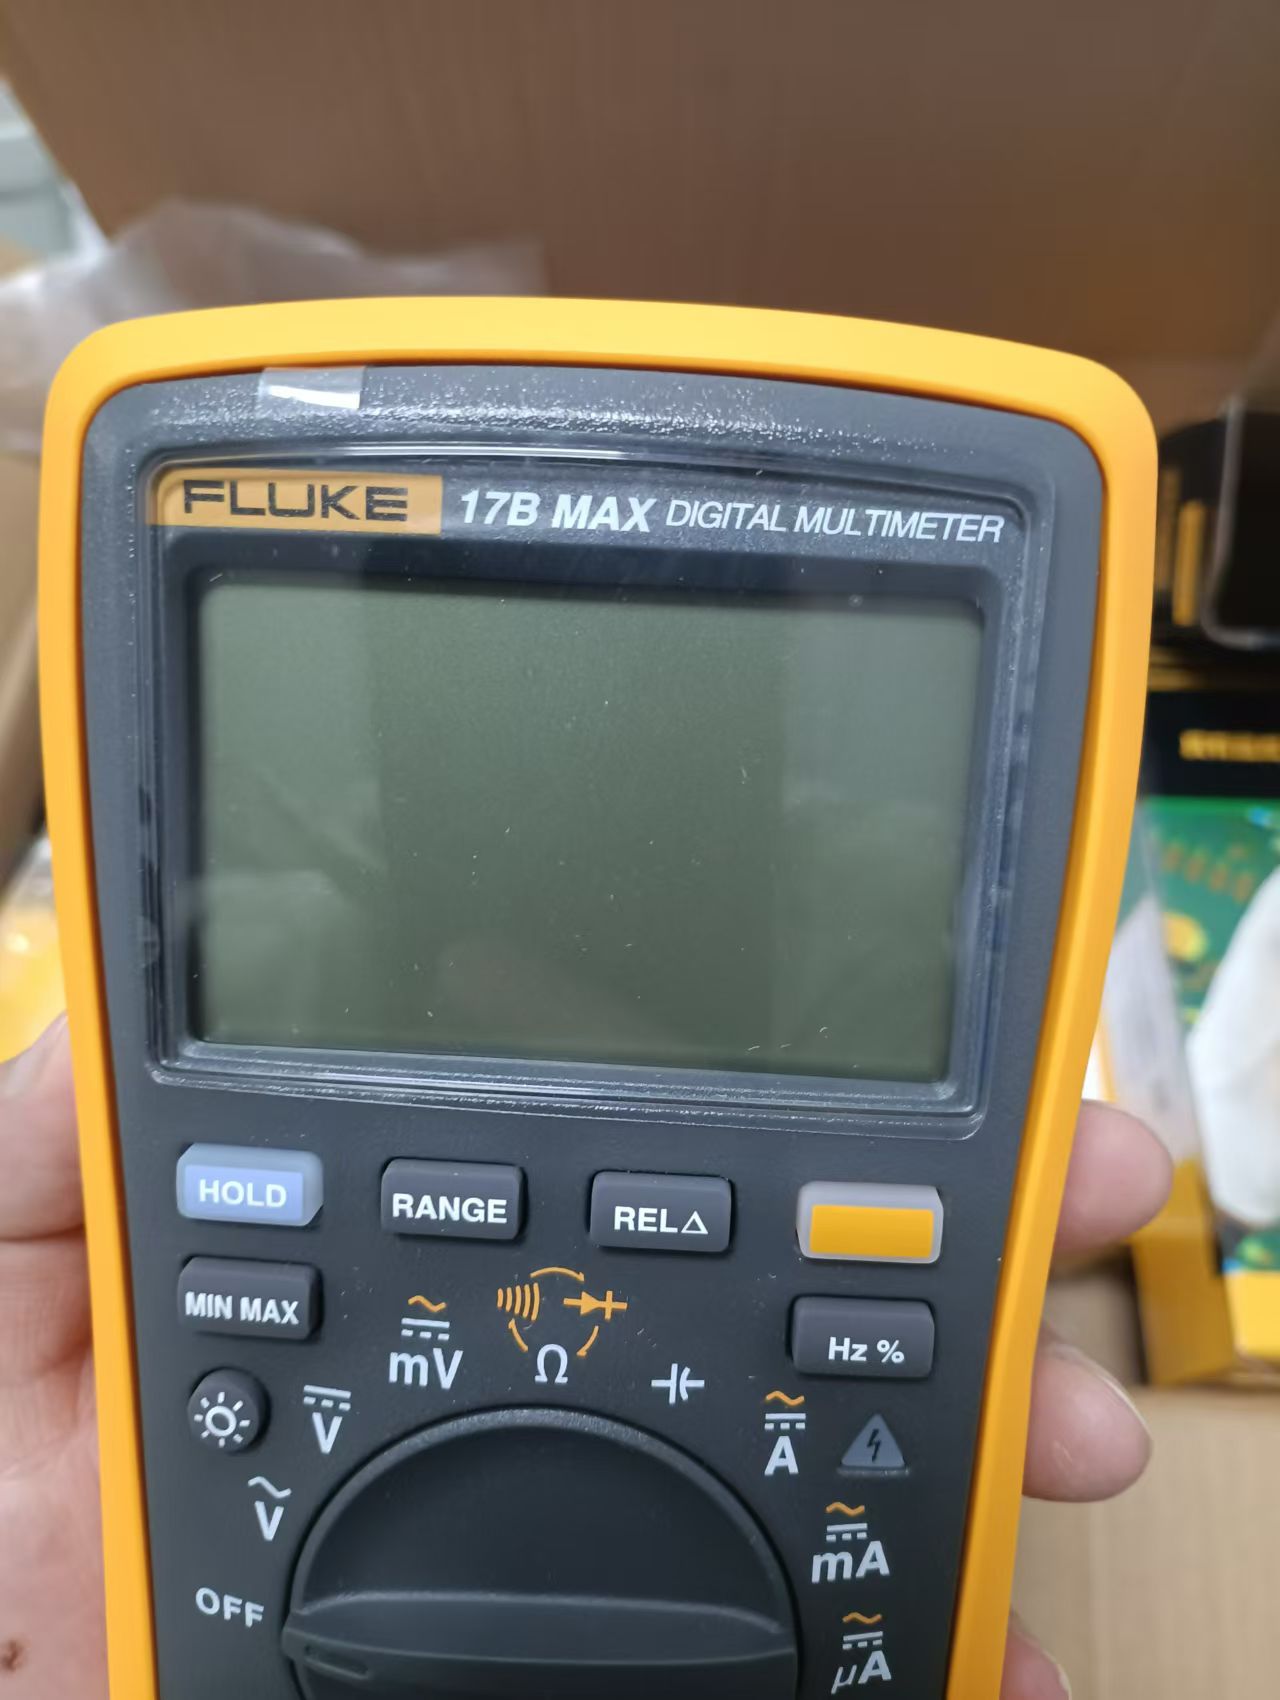 FLUKE 17B MAX DIGITAL MULTIMETER
HOLD RANGE REL△
MIN MAX Hz %
mV Ω
V A
V mA
OFF µA